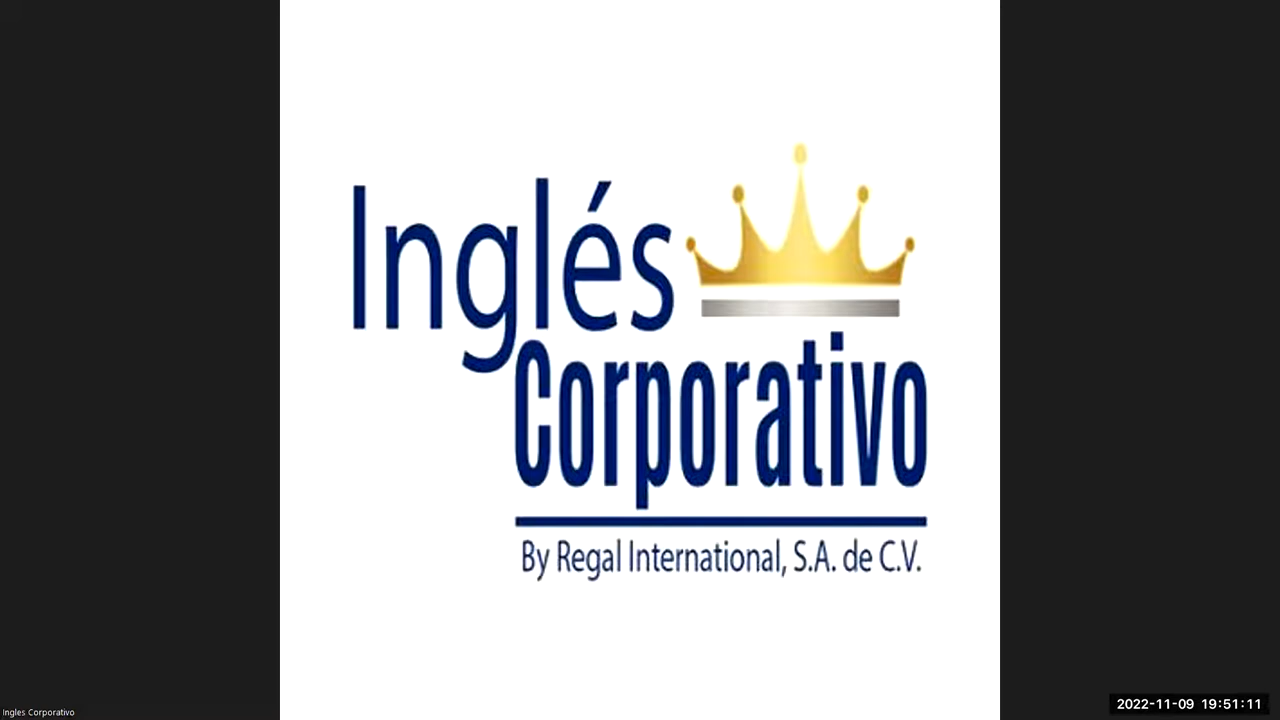 Inglés
Corporativo
By Regal International, S.A. de C.V.
Ingles Corporativo
2022-11-09 19:51:11